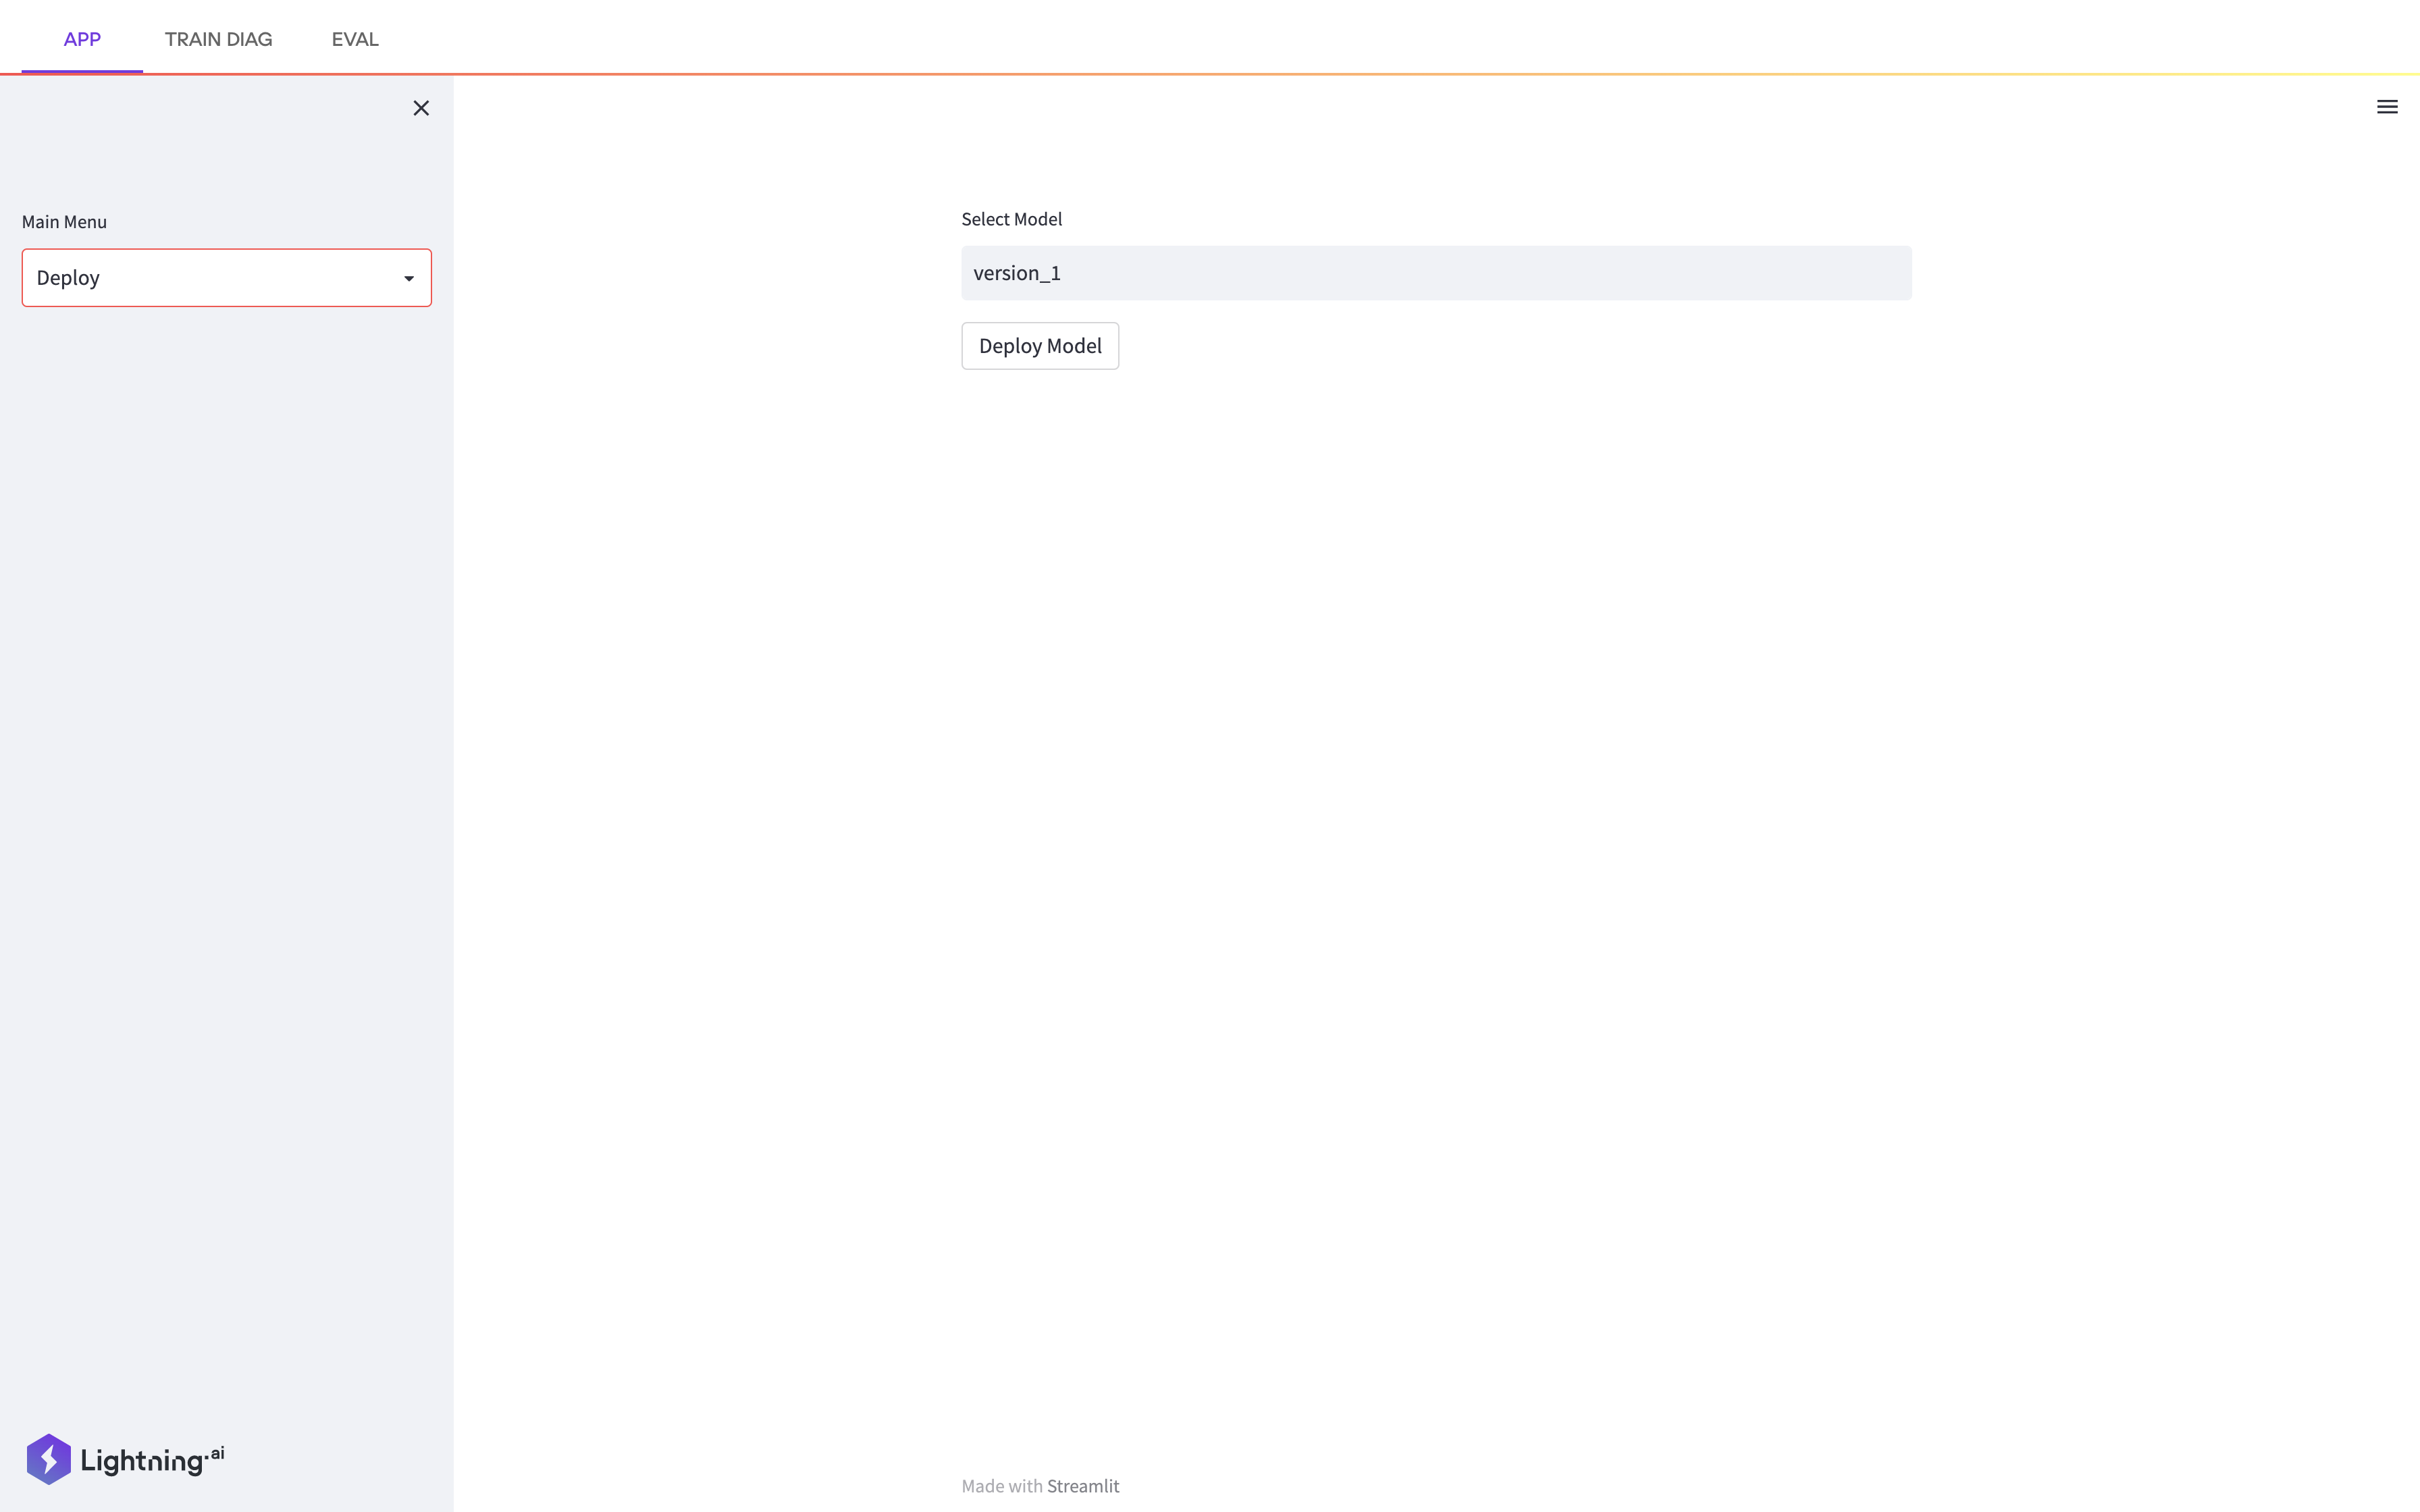 APP
TRAIN DIAG
EVAL
Main Menu
Deploy
Select Model
version_1
Deploy Model
Lightning.ai
Made with Streamlit